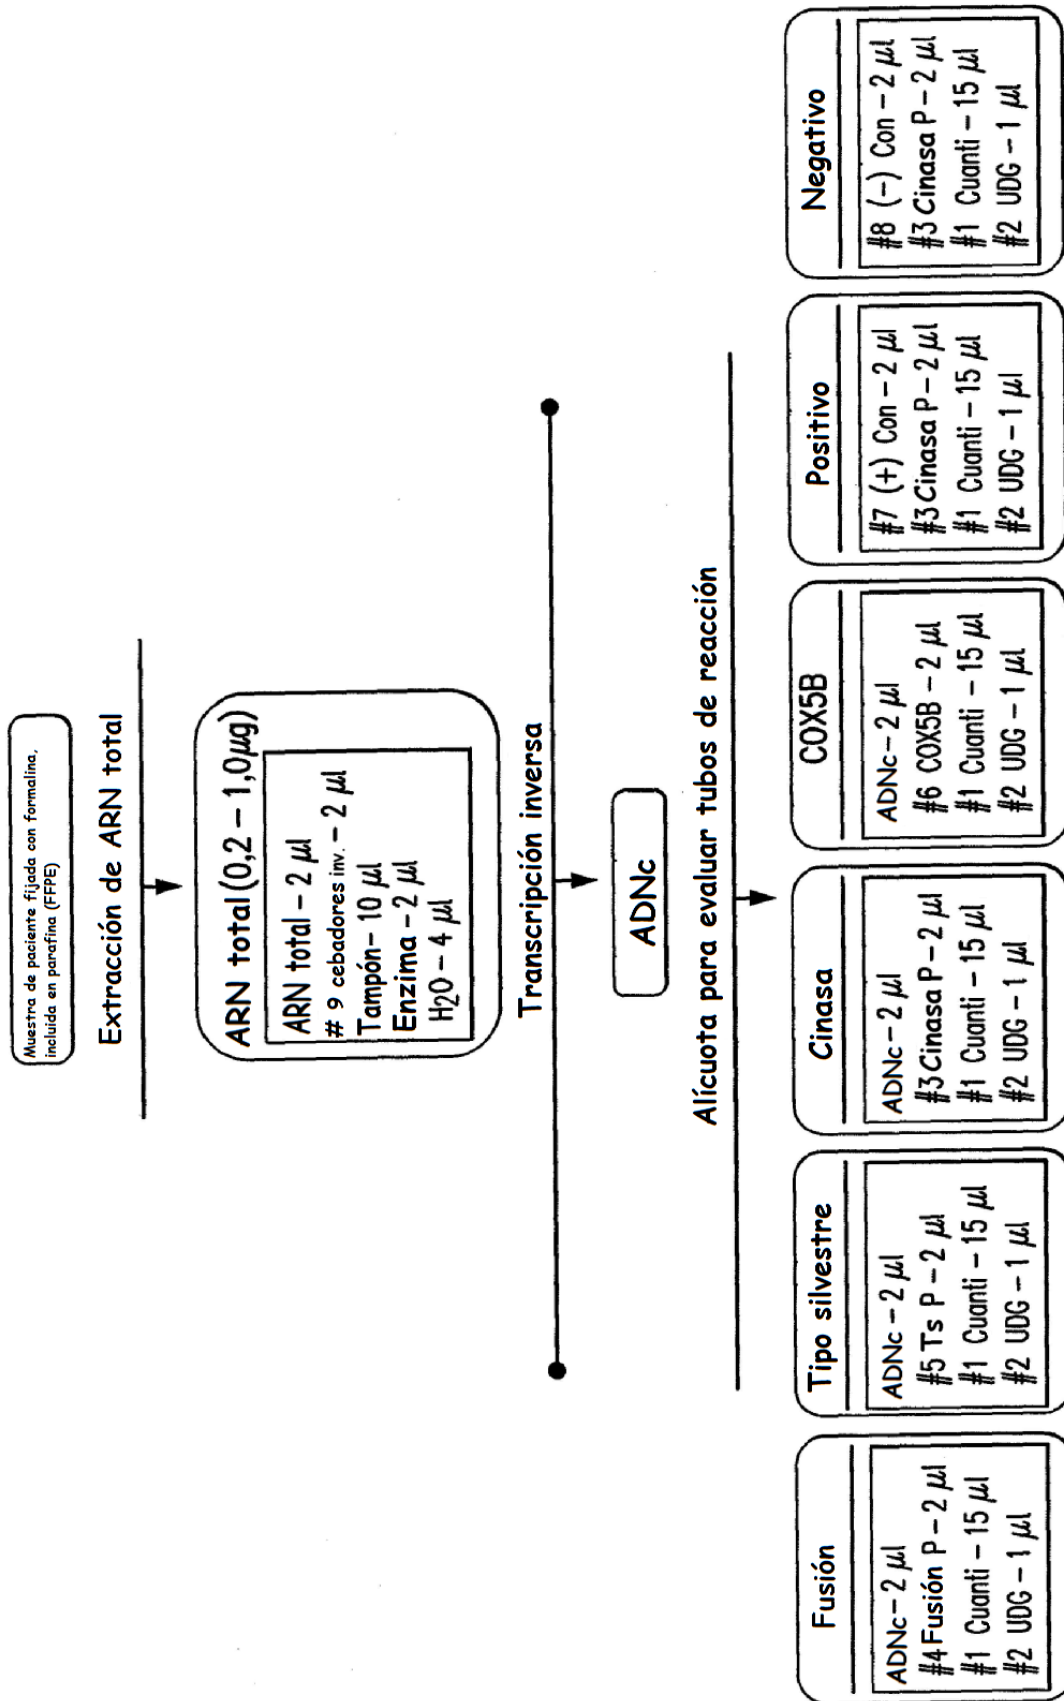 Muestra de paciente fijada con formalina,
incluida en parafina (FFPE)
Extracción de ARN total
ARN total (0,2 – 1,0µg)
ARN total – 2 µl
# 9 cebadores inv. – 2 µl
Tampón – 10 µl
Enzima – 2 µl
H2O – 4 µl
Transcripción inversa
ADNc
Alícuota para evaluar tubos de reacción
Fusión
ADNc – 2 µl
#4 Fusión P – 2 µl
#1 Cuanti – 15 µl
#2 UDG – 1 µl
Tipo silvestre
ADNc – 2 µl
#5 Ts P – 2 µl
#1 Cuanti – 15 µl
#2 UDG – 1 µl
Cinasa
ADNc – 2 µl
#3 Cinasa P – 2 µl
#1 Cuanti – 15 µl
#2 UDG – 1 µl
COX5B
ADNc – 2 µl
#6 COX5B – 2 µl
#1 Cuanti – 15 µl
#2 UDG – 1 µl
Positivo
#7 (+) Con – 2 µl
#3 Cinasa P – 2 µl
#1 Cuanti – 15 µl
#2 UDG – 1 µl
Negativo
#8 (–) Con – 2 µl
#3 Cinasa P – 2 µl
#1 Cuanti – 15 µl
#2 UDG – 1 µl